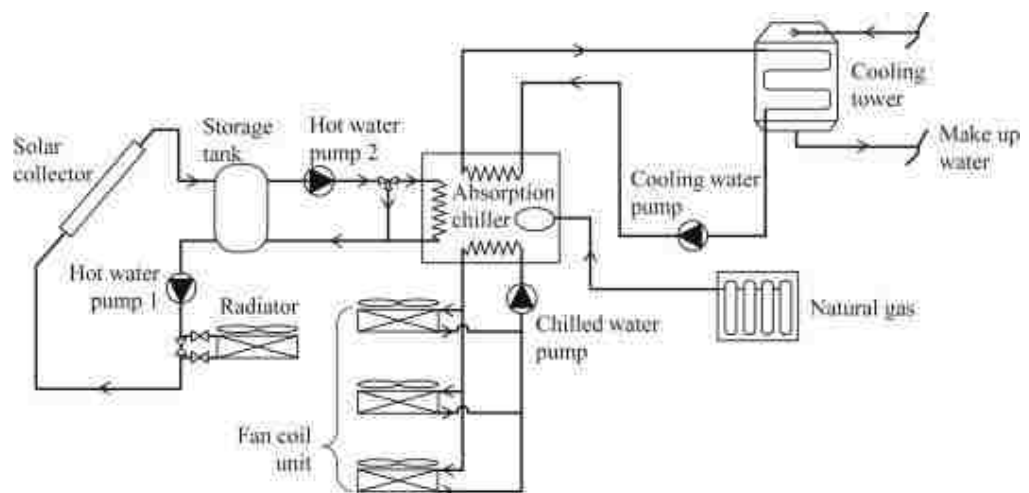 Solar
collector
Storage
tank
Hot water
pump 2
Absorption
chiller
Cooling
tower
Make up
water
Cooling water
pump
Hot water
pump 1
Radiator
Chilled water
pump
Natural gas
Fan coil
unit